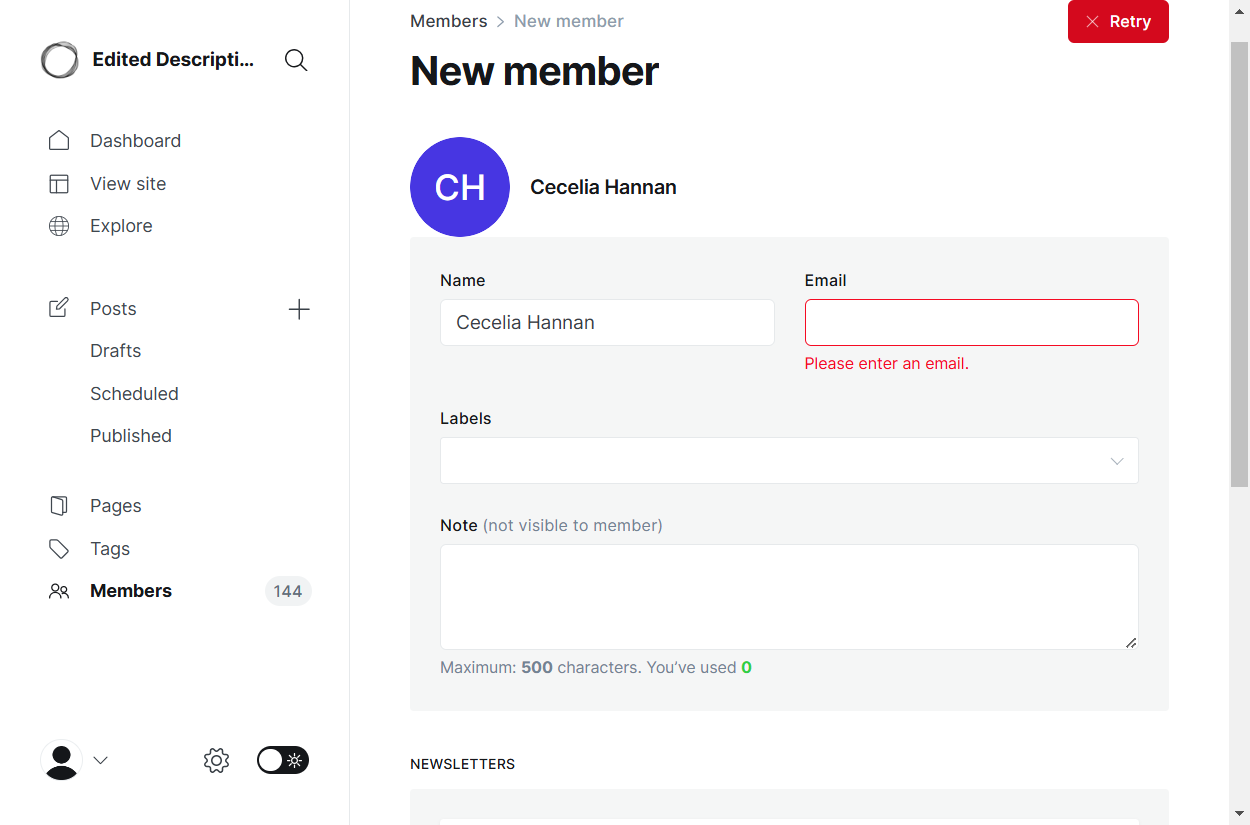 Edited Descripti...
Dashboard
View site
Explore
Posts
Drafts
Scheduled
Published
Pages
Tags
Members
144
Members > New member
Retry
New member
CH
Cecelia Hannan
Name
Email
Cecelia Hannan
Please enter an email.
Labels
Note (not visible to member)
Maximum: 500 characters. You’ve used 0
NEWSLETTERS